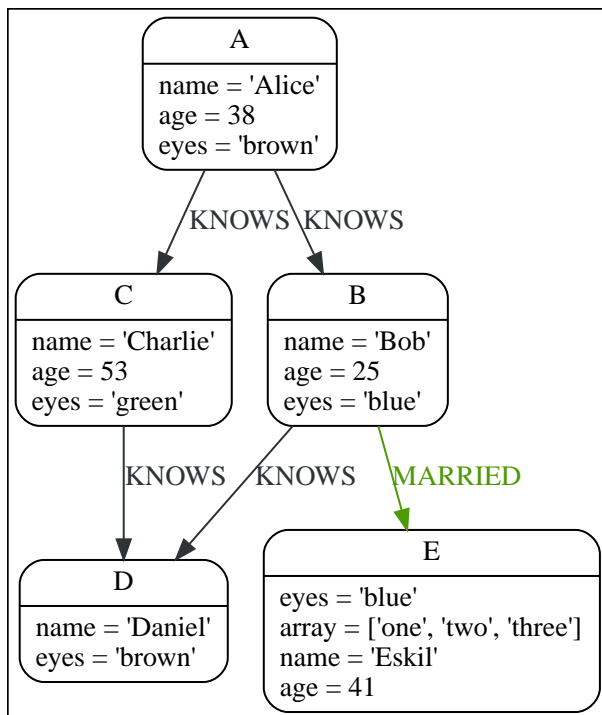 A
name = 'Alice'
age = 38
eyes = 'brown'
KNOWS KNOWS
C
name = 'Charlie'
age = 53
eyes = 'green'
B
name = 'Bob'
age = 25
eyes = 'blue'
KNOWS KNOWS MARRIED
D
name = 'Daniel'
eyes = 'brown'
E
eyes = 'blue'
array = ['one', 'two', 'three']
name = 'Eskil'
age = 41